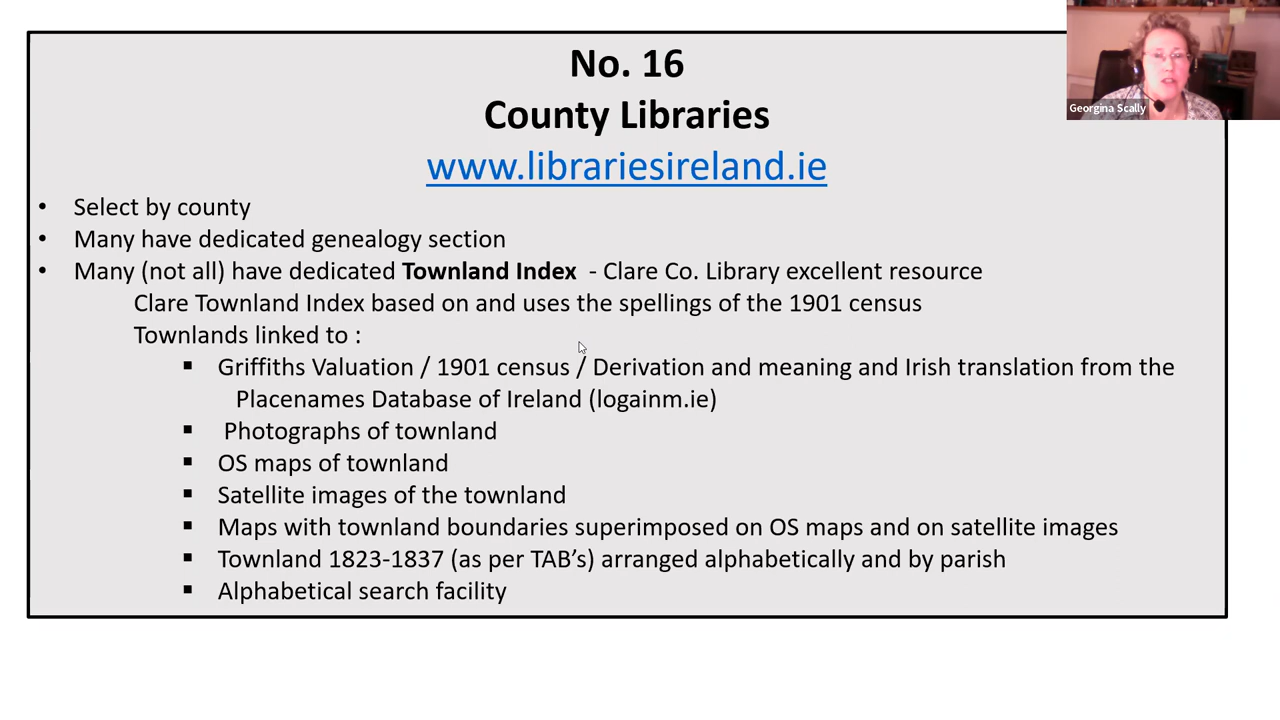 No. 16
County Libraries
www.librariesireland.ie
Georgina Scally
• Select by county
• Many have dedicated genealogy section
• Many (not all) have dedicated Townland Index - Clare Co. Library excellent resource
Clare Townland Index based on and uses the spellings of the 1901 census
Townlands linked to :
▪ Griffiths Valuation / 1901 census / Derivation and meaning and Irish translation from the
Placenames Database of Ireland (logainm.ie)
▪ Photographs of townland
▪ OS maps of townland
▪ Satellite images of the townland
▪ Maps with townland boundaries superimposed on OS maps and on satellite images
▪ Townland 1823-1837 (as per TAB’s) arranged alphabetically and by parish
▪ Alphabetical search facility